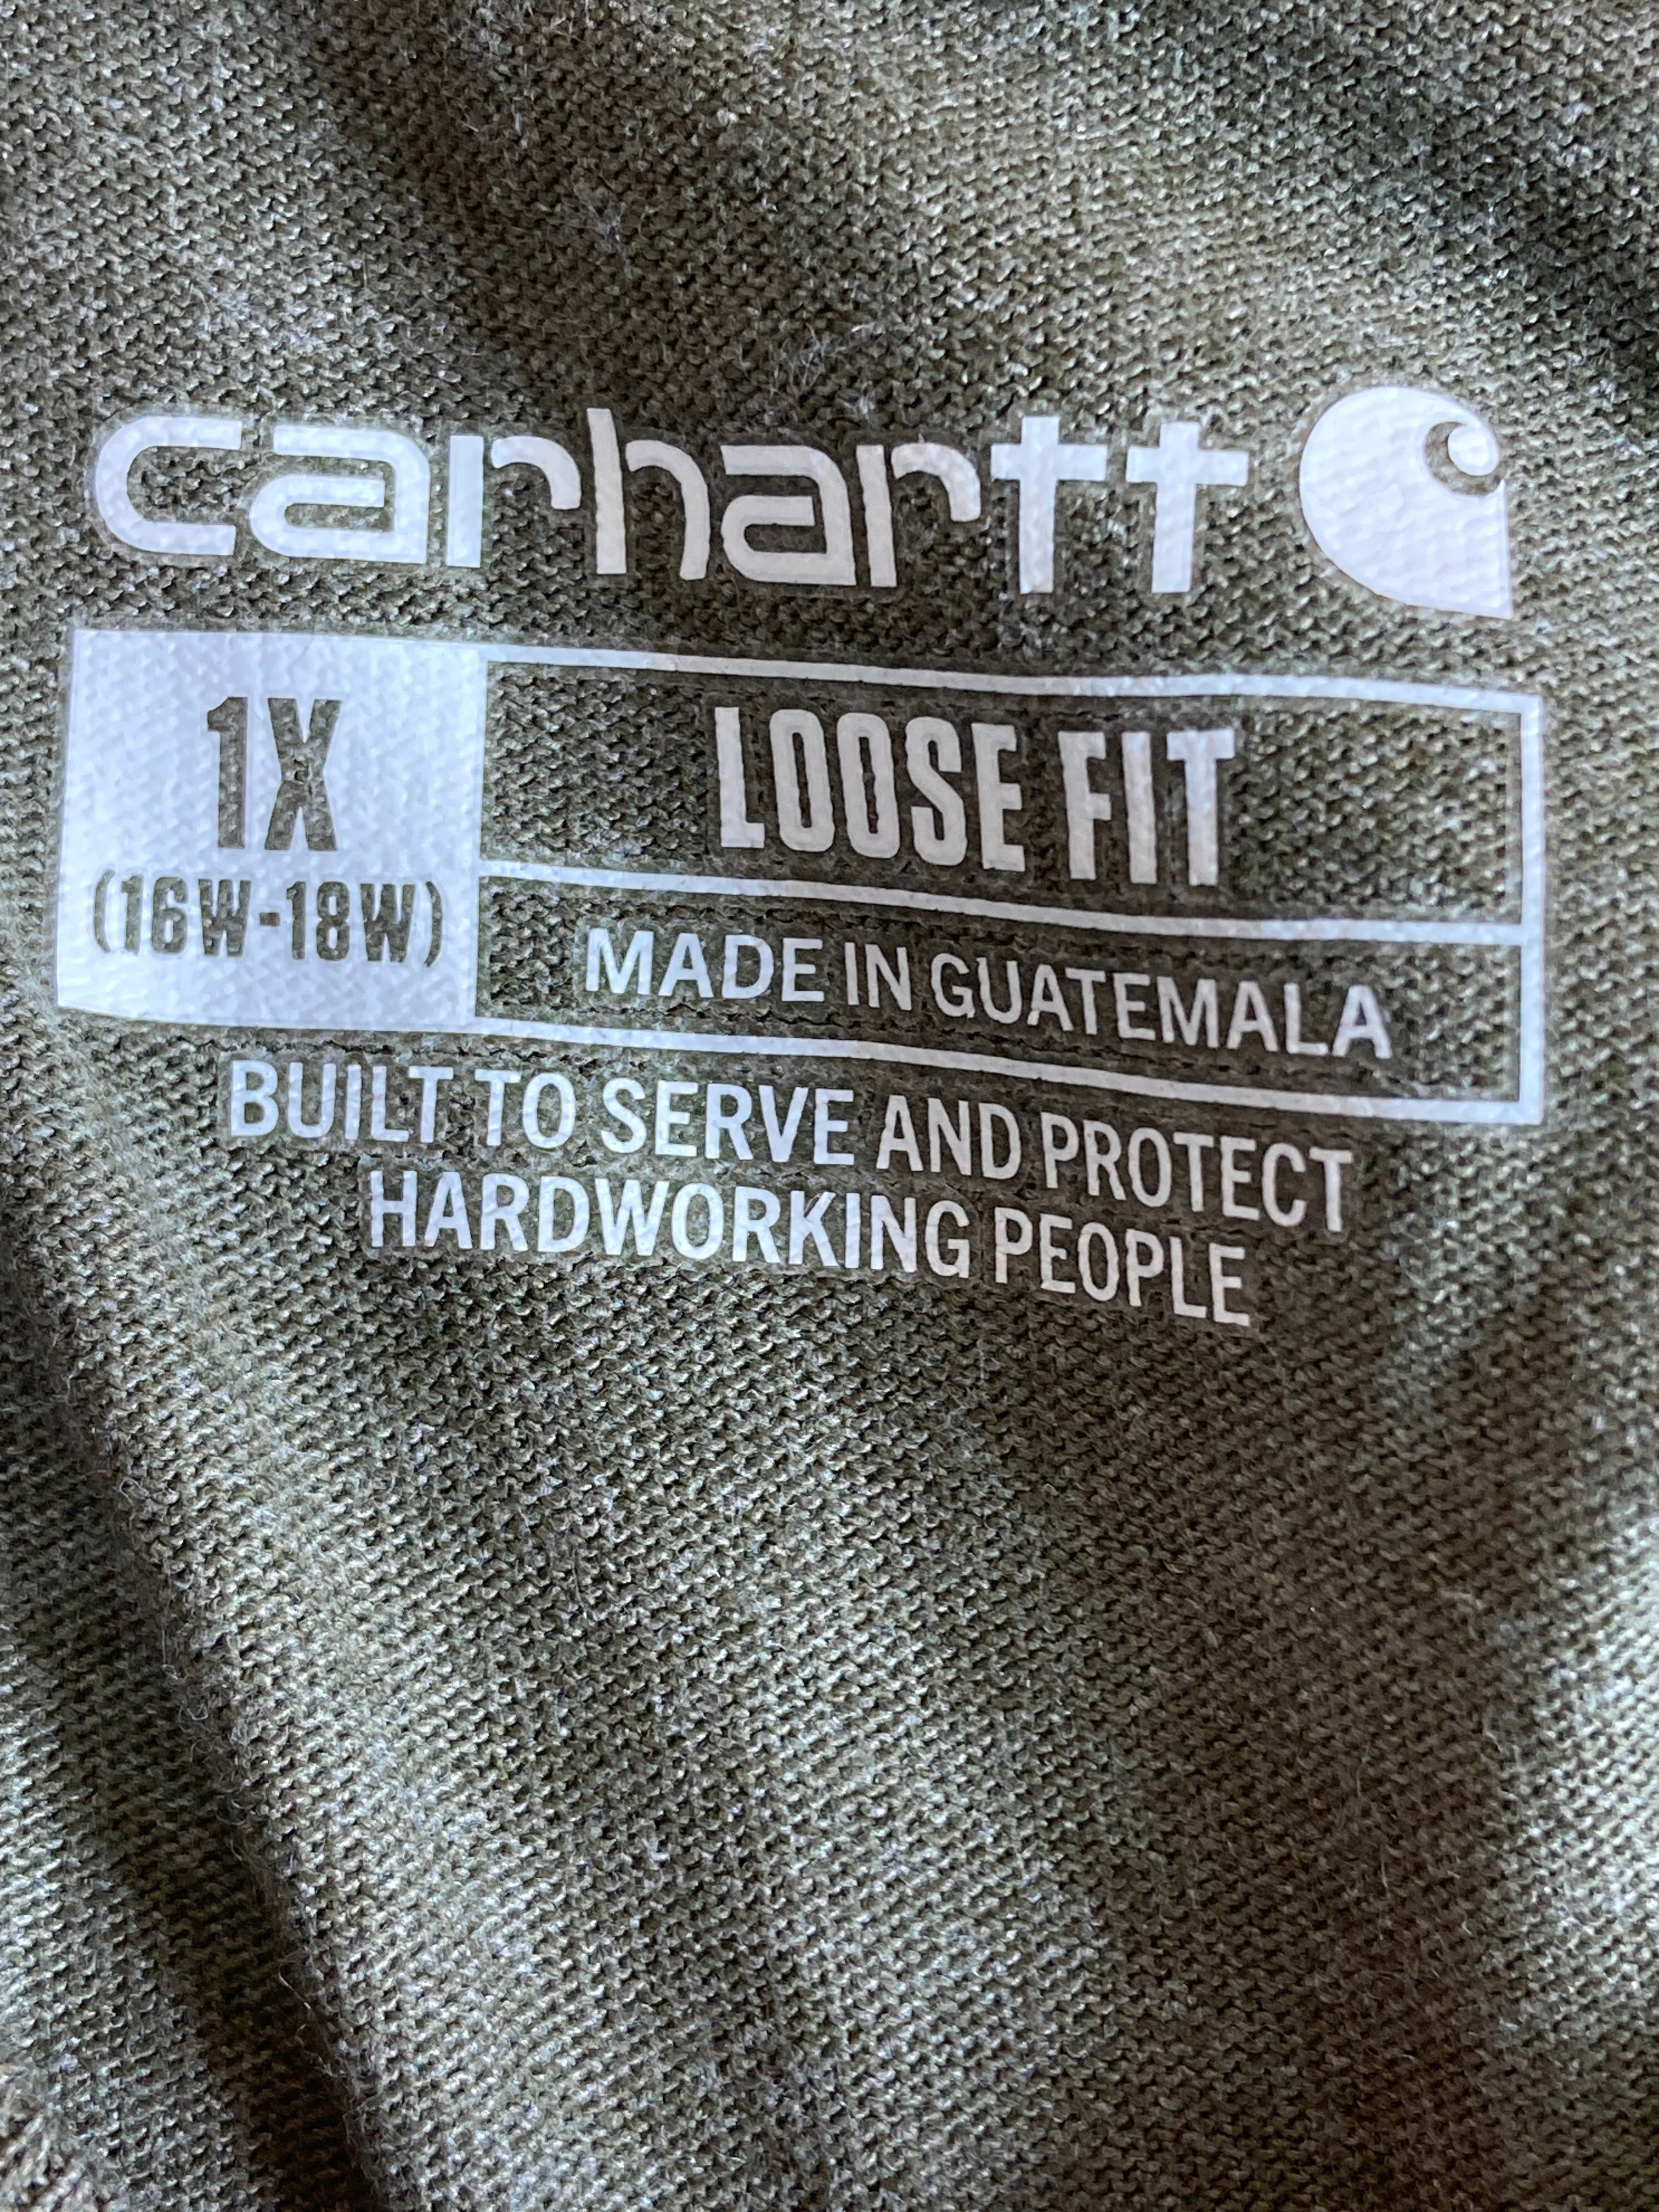 carhartt
1X
(16W-18W)
LOOSE FIT
MADE IN GUATEMALA
BUILT TO SERVE AND PROTECT
HARDWORKING PEOPLE